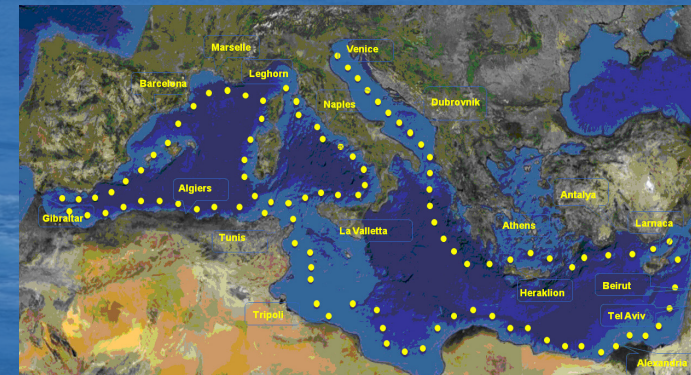 Marselle
Venice
Leghorn
Barcelona
Naples
Dubrovnik
Algiers
Antalya
Gibraltar
Athens
Larnaca
La Valletta
Tunis
Heraklion
Beirut
Tripoli
Tel Aviv
Alexandria